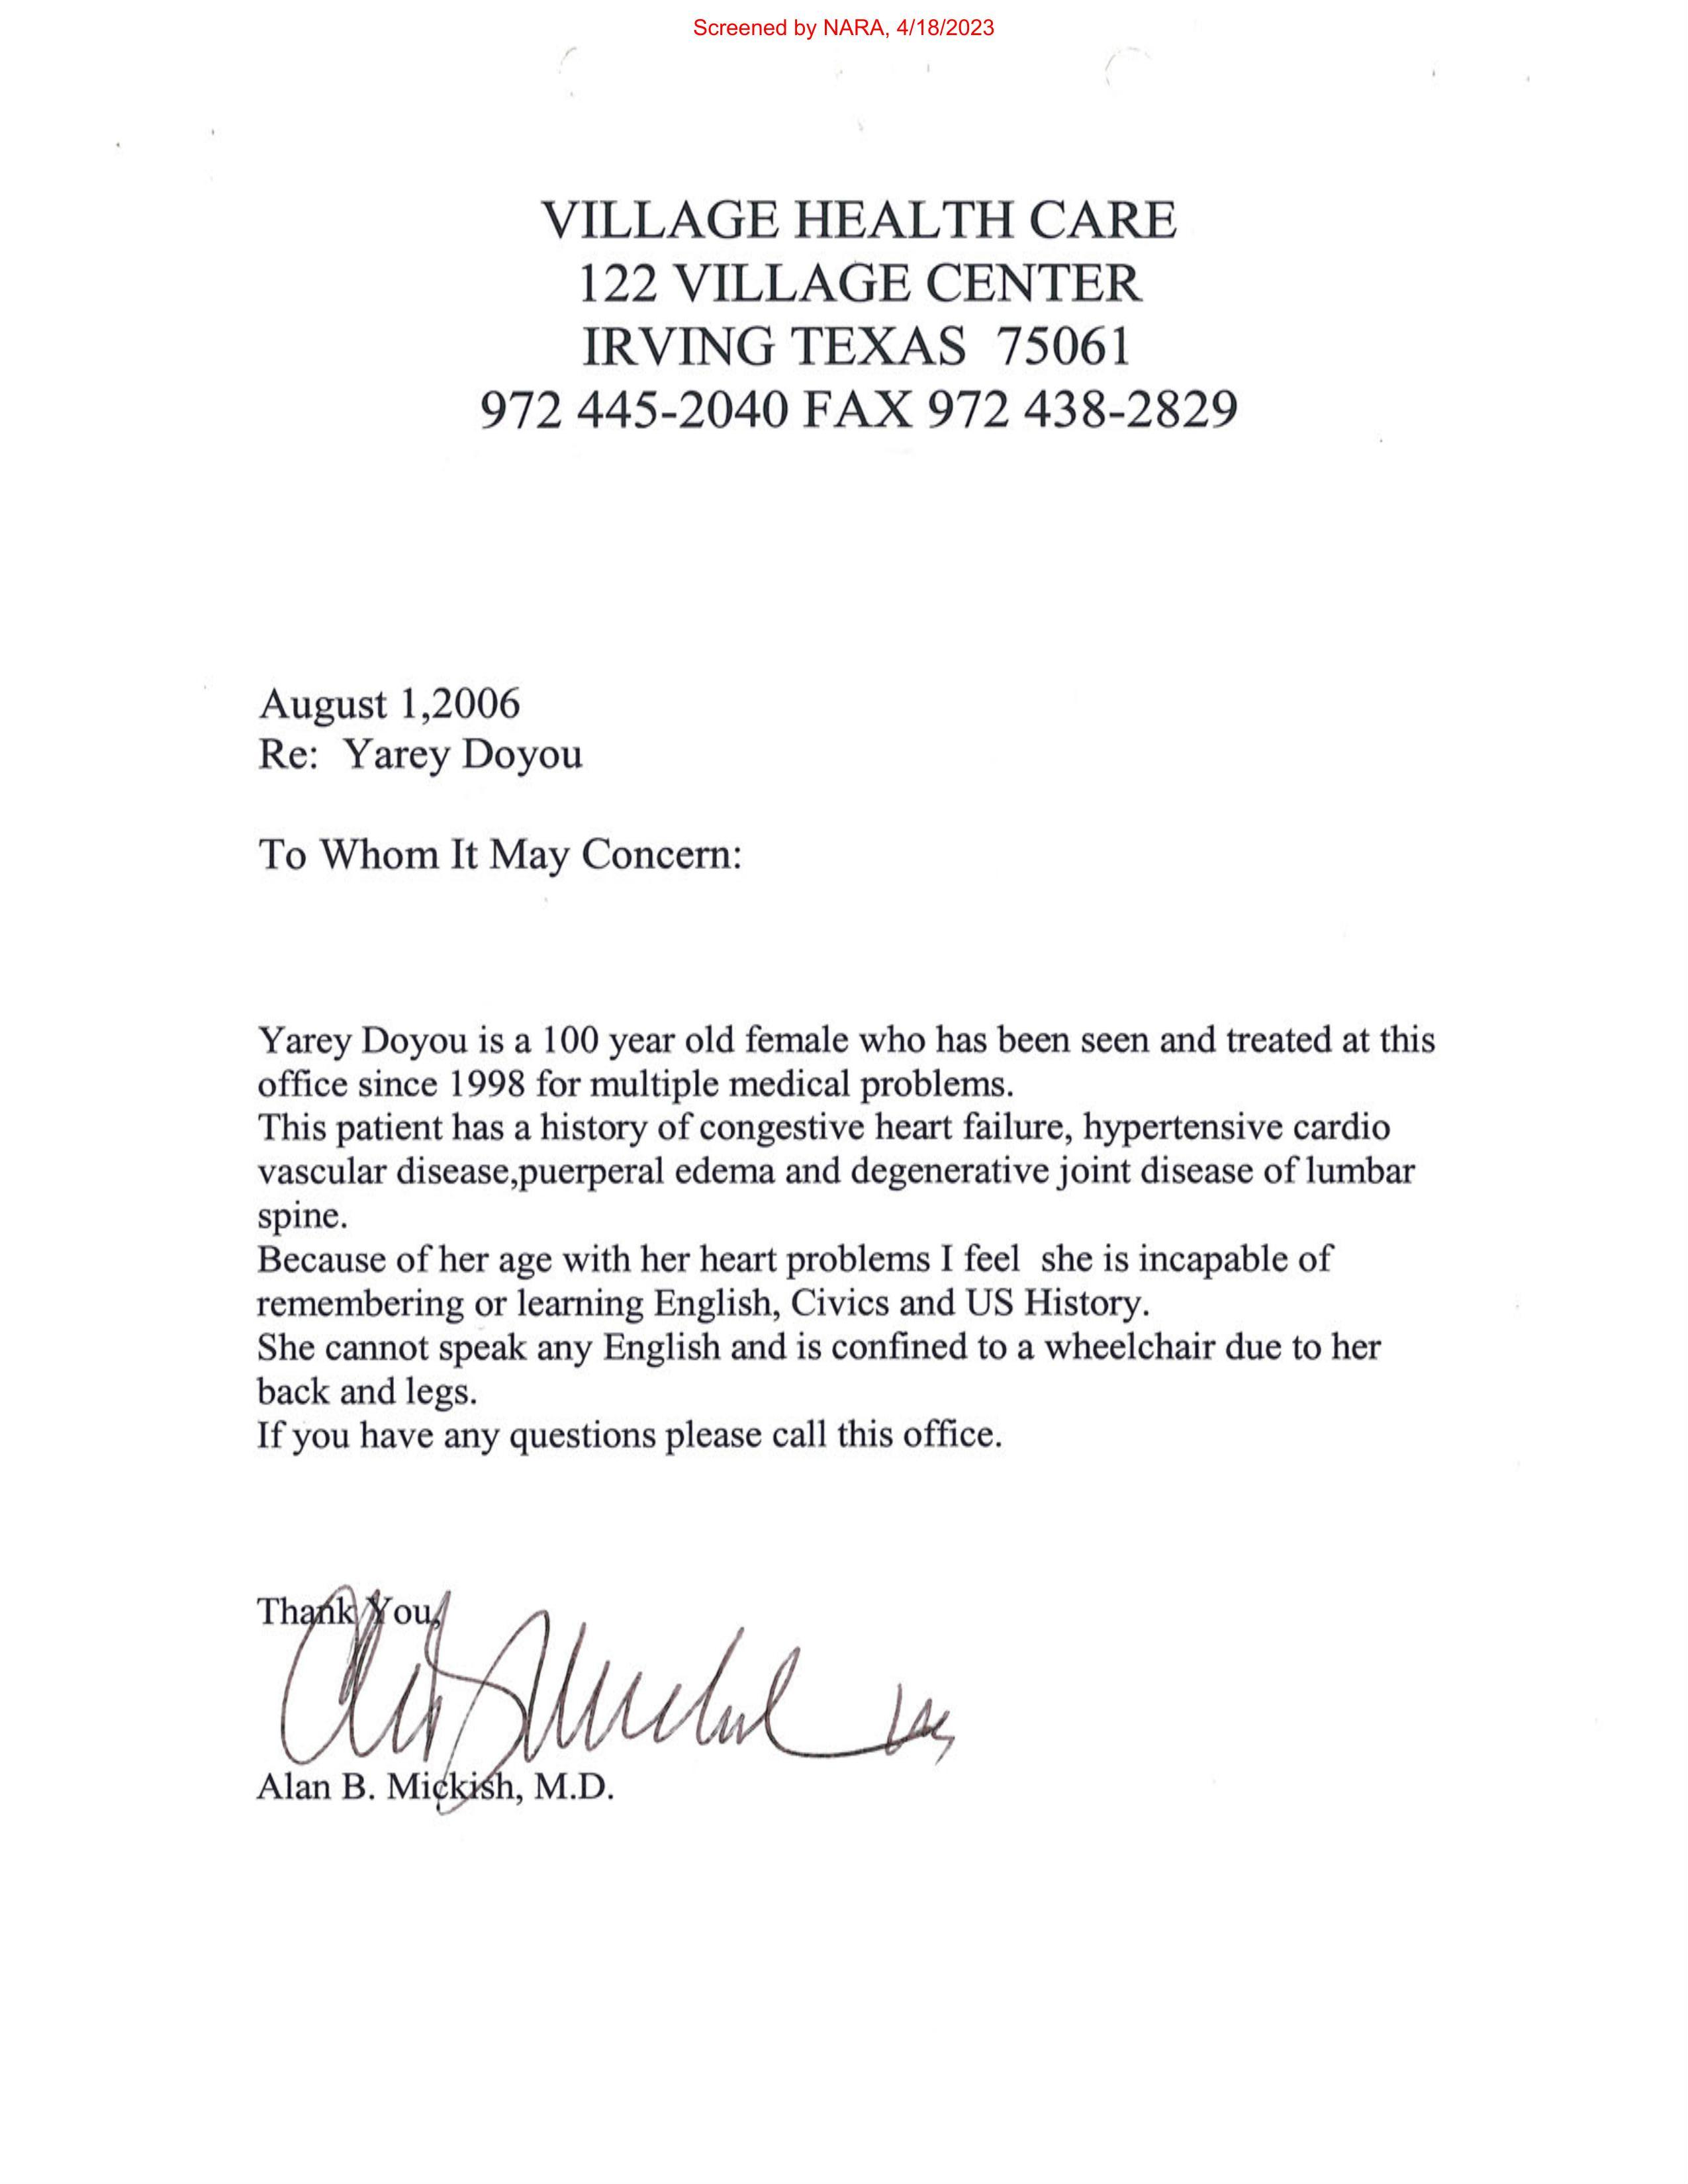 Screened by NARA, 4/18/2023
VILLAGE HEALTH CARE
122 VILLAGE CENTER
IRVING TEXAS 75061
972 445-2040 FAX 972 438-2829
August 1,2006
Re: Yarey Doyou
To Whom It May Concern:
Yarey Doyou is a 100 year old female who has been seen and treated at this
office since 1998 for multiple medical problems.
This patient has a history of congestive heart failure, hypertensive cardio
vascular disease,puerperal edema and degenerative joint disease of lumbar
spine.
Because of her age with her heart problems I feel she is incapable of
remembering or learning English, Civics and US History.
She cannot speak any English and is confined to a wheelchair due to her
back and legs.
If you have any questions please call this office.
Thank You,
Alan B. Mickish, M.D.